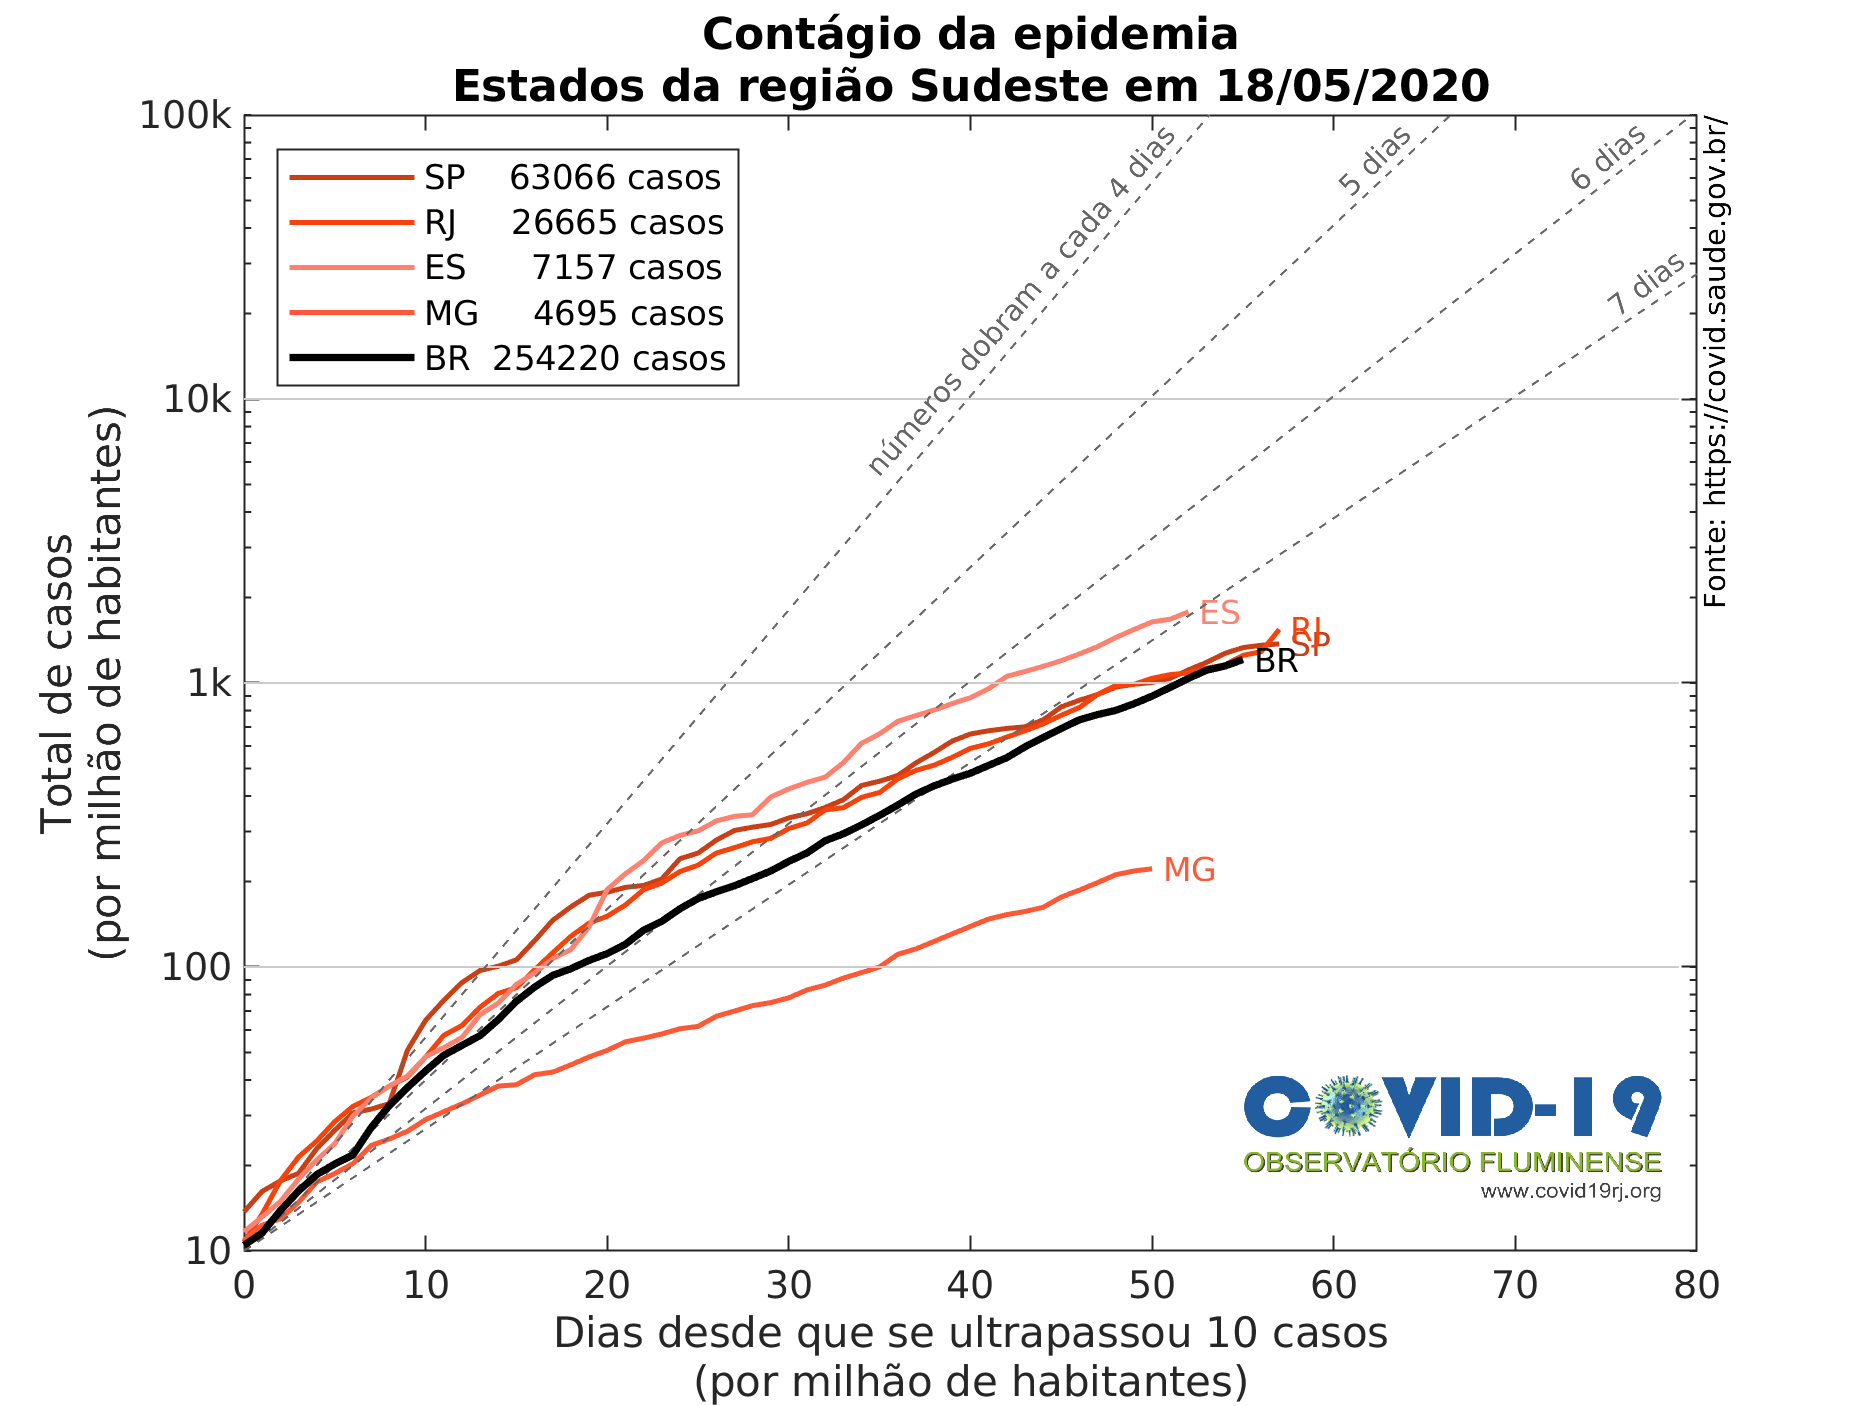 Contágio da epidemia
Estados da região Sudeste em 18/05/2020
100k
10k
1k
100
10
Total de casos
(por milhão de habitantes)
SP 63066 casos
RJ 26665 casos
ES 7157 casos
MG 4695 casos
BR 254220 casos
números dobram a cada 4 dias
5 dias
6 dias
7 dias
Fonte: https://covid.saude.gov.br/
ES
RJ
SP
BR
MG
COVID-19
OBSERVATÓRIO FLUMINENSE
www.covid19rj.org
0 10 20 30 40 50 60 70 80
Dias desde que se ultrapassou 10 casos
(por milhão de habitantes)